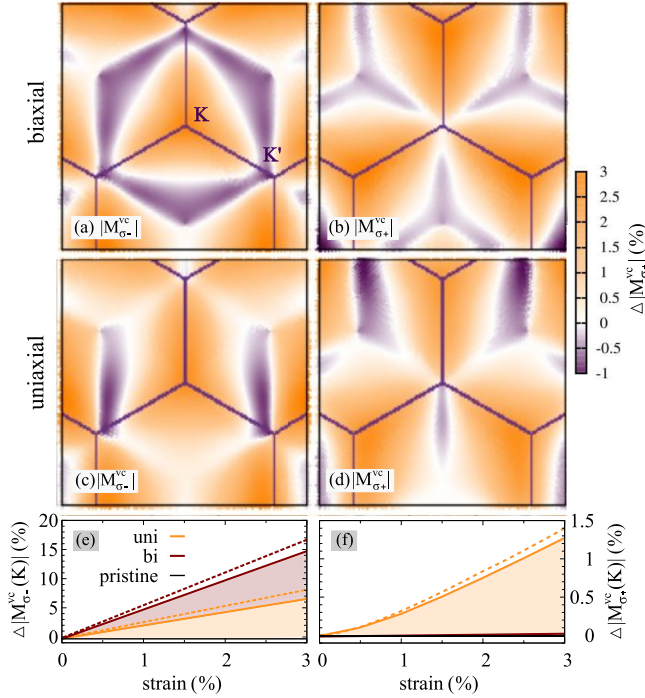 biaxial
K
K'
(a) |M^vc_σ-|
(b) |M^vc_σ+|
uniaxial
(c) |M^vc_σ-|
(d) |M^vc_σ+|
3
2.5
2
1.5
1
0.5
0
-0.5
-1
Δ|M^vc_σ±| (%)
(e)
uni
bi
pristine
20
15
10
5
0
Δ|M^vc_σ-(K)| (%)
0 1 2 3
strain (%)
(f)
1.5
1
0.5
0
Δ|M^vc_σ+(K)| (%)
0 1 2 3
strain (%)